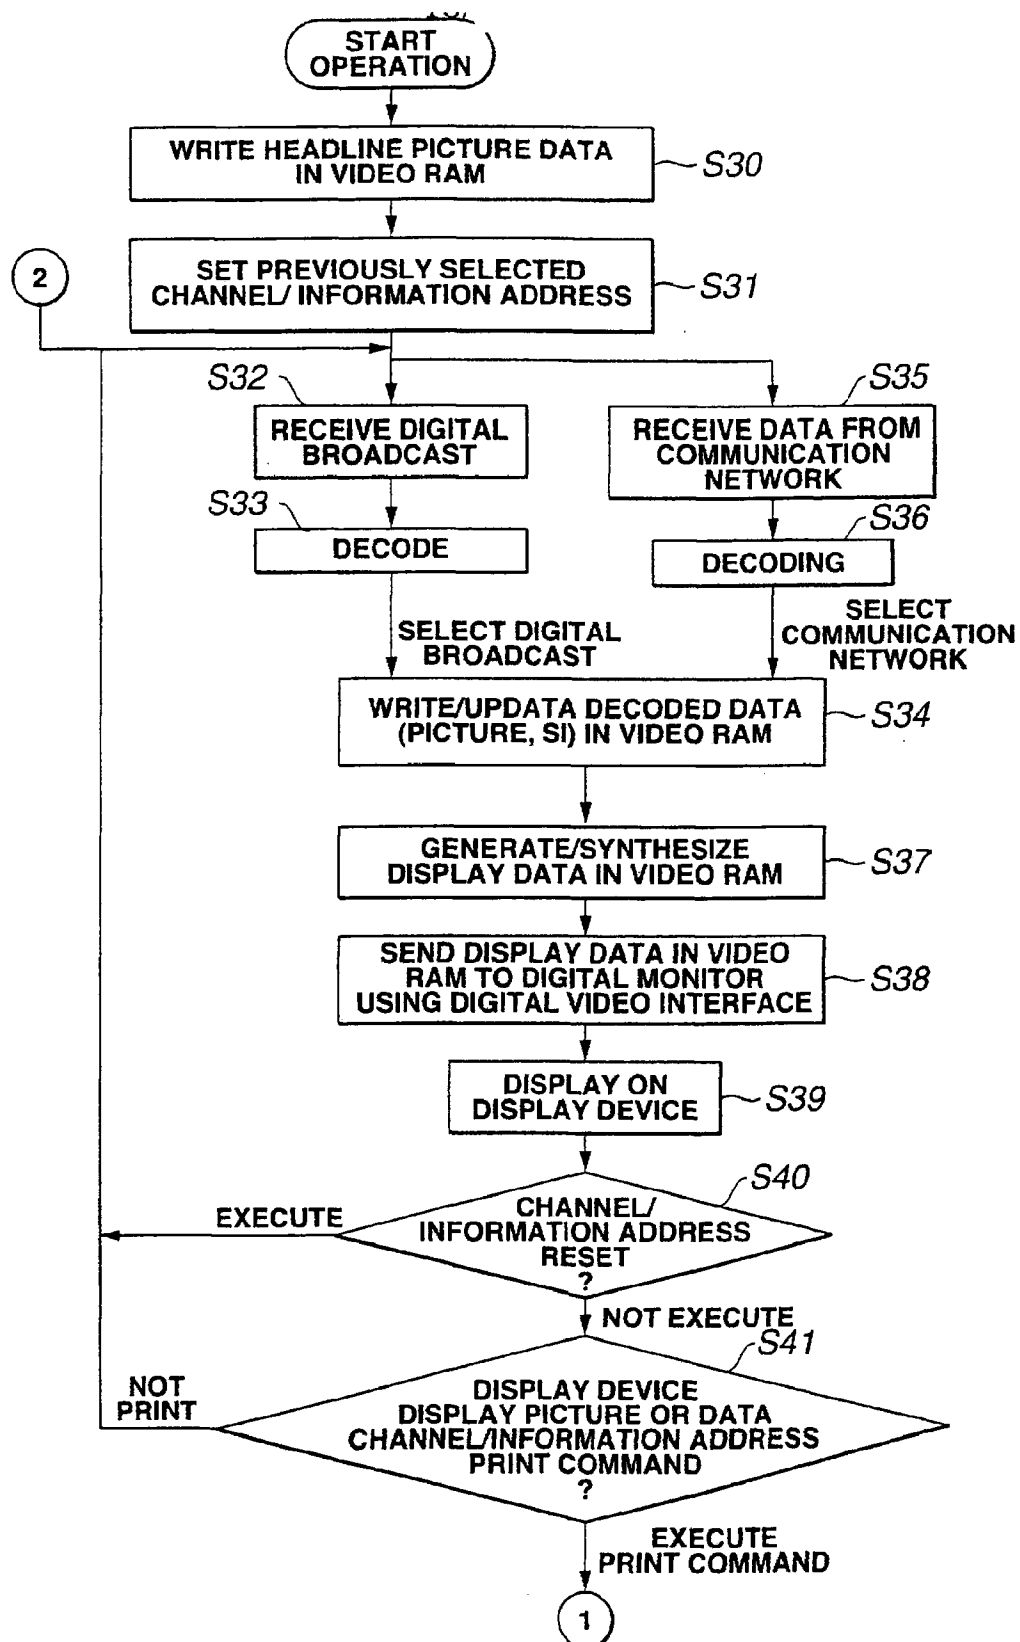 START
OPERATION
WRITE HEADLINE PICTURE DATA
IN VIDEO RAM
S30
SET PREVIOUSLY SELECTED
CHANNEL/ INFORMATION ADDRESS
S31
2
S32
RECEIVE DIGITAL
BROADCAST
S35
RECEIVE DATA FROM
COMMUNICATION
NETWORK
S33
DECODE
S36
DECODING
SELECT DIGITAL
BROADCAST
SELECT
COMMUNICATION
NETWORK
WRITE/UPDATA DECODED DATA
(PICTURE, SI) IN VIDEO RAM
S34
GENERATE/SYNTHESIZE
DISPLAY DATA IN VIDEO RAM
S37
SEND DISPLAY DATA IN VIDEO
RAM TO DIGITAL MONITOR
USING DIGITAL VIDEO INTERFACE
S38
DISPLAY ON
DISPLAY DEVICE
S39
S40
CHANNEL/
INFORMATION ADDRESS
RESET
?
EXECUTE
NOT EXECUTE
S41
NOT
PRINT
DISPLAY DEVICE
DISPLAY PICTURE OR DATA
CHANNEL/INFORMATION ADDRESS
PRINT COMMAND
?
EXECUTE
PRINT COMMAND
1